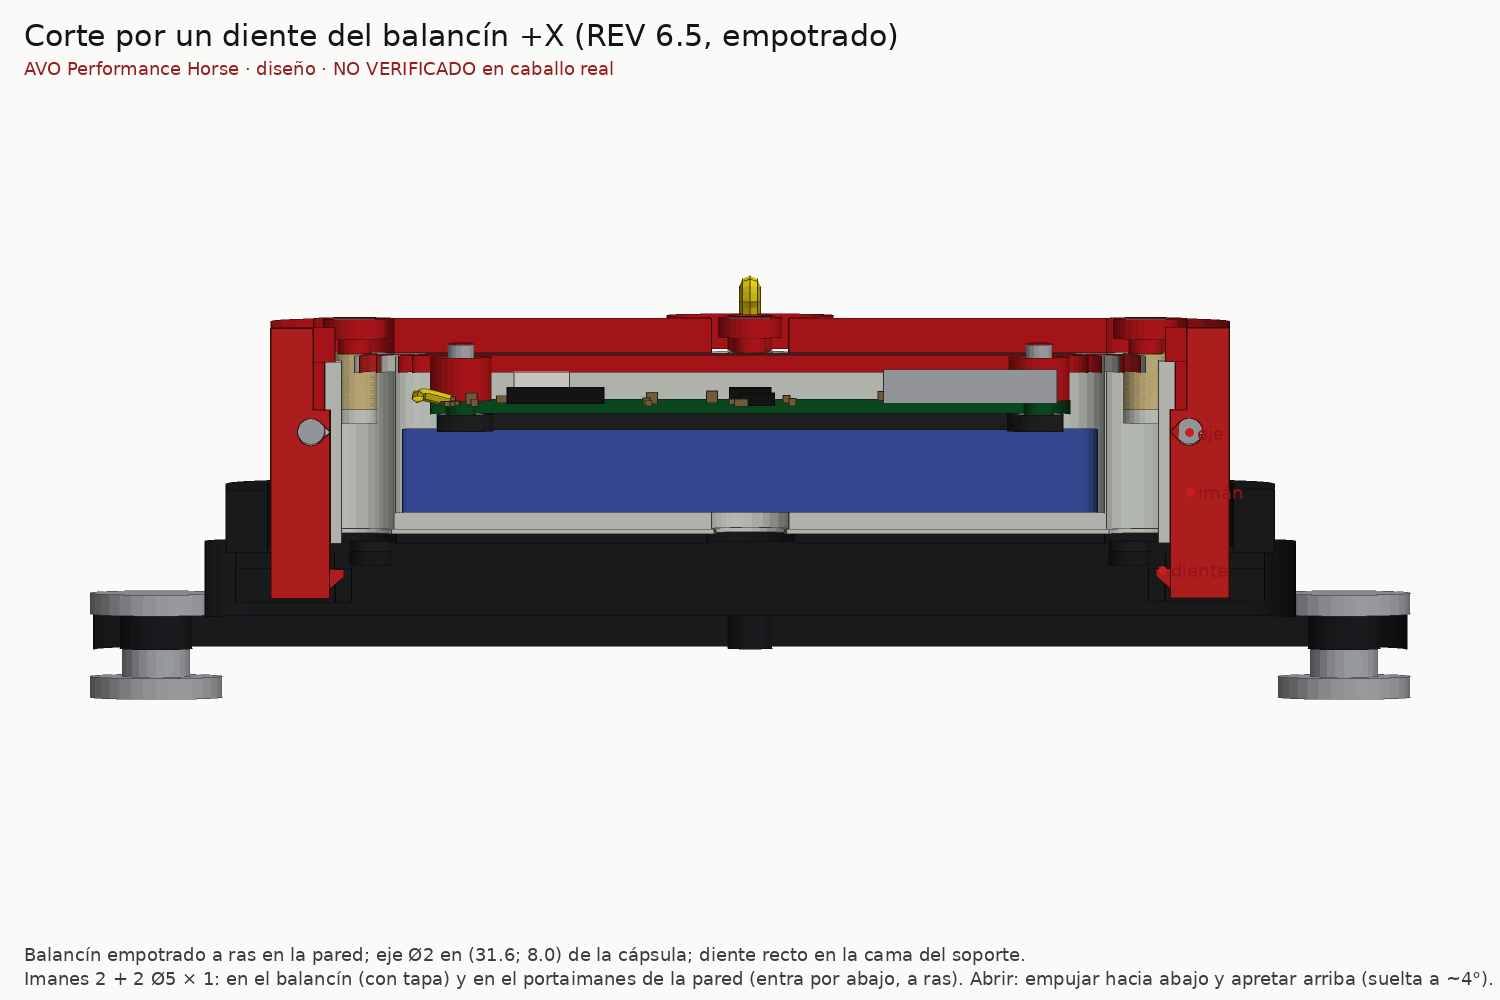 Corte por un diente del balancín +X (REV 6.5, empotrado)
AVO Performance Horse · diseño · NO VERIFICADO en caballo real
eje
iman
diente
Balancín empotrado a ras en la pared; eje Ø2 en (31.6; 8.0) de la cápsula; diente recto en la cama del soporte.
Imanes 2 + 2 Ø5 × 1: en el balancín (con tapa) y en el portaimanes de la pared (entra por abajo, a ras). Abrir: empujar hacia abajo y apretar arriba (suelta a ~4°).